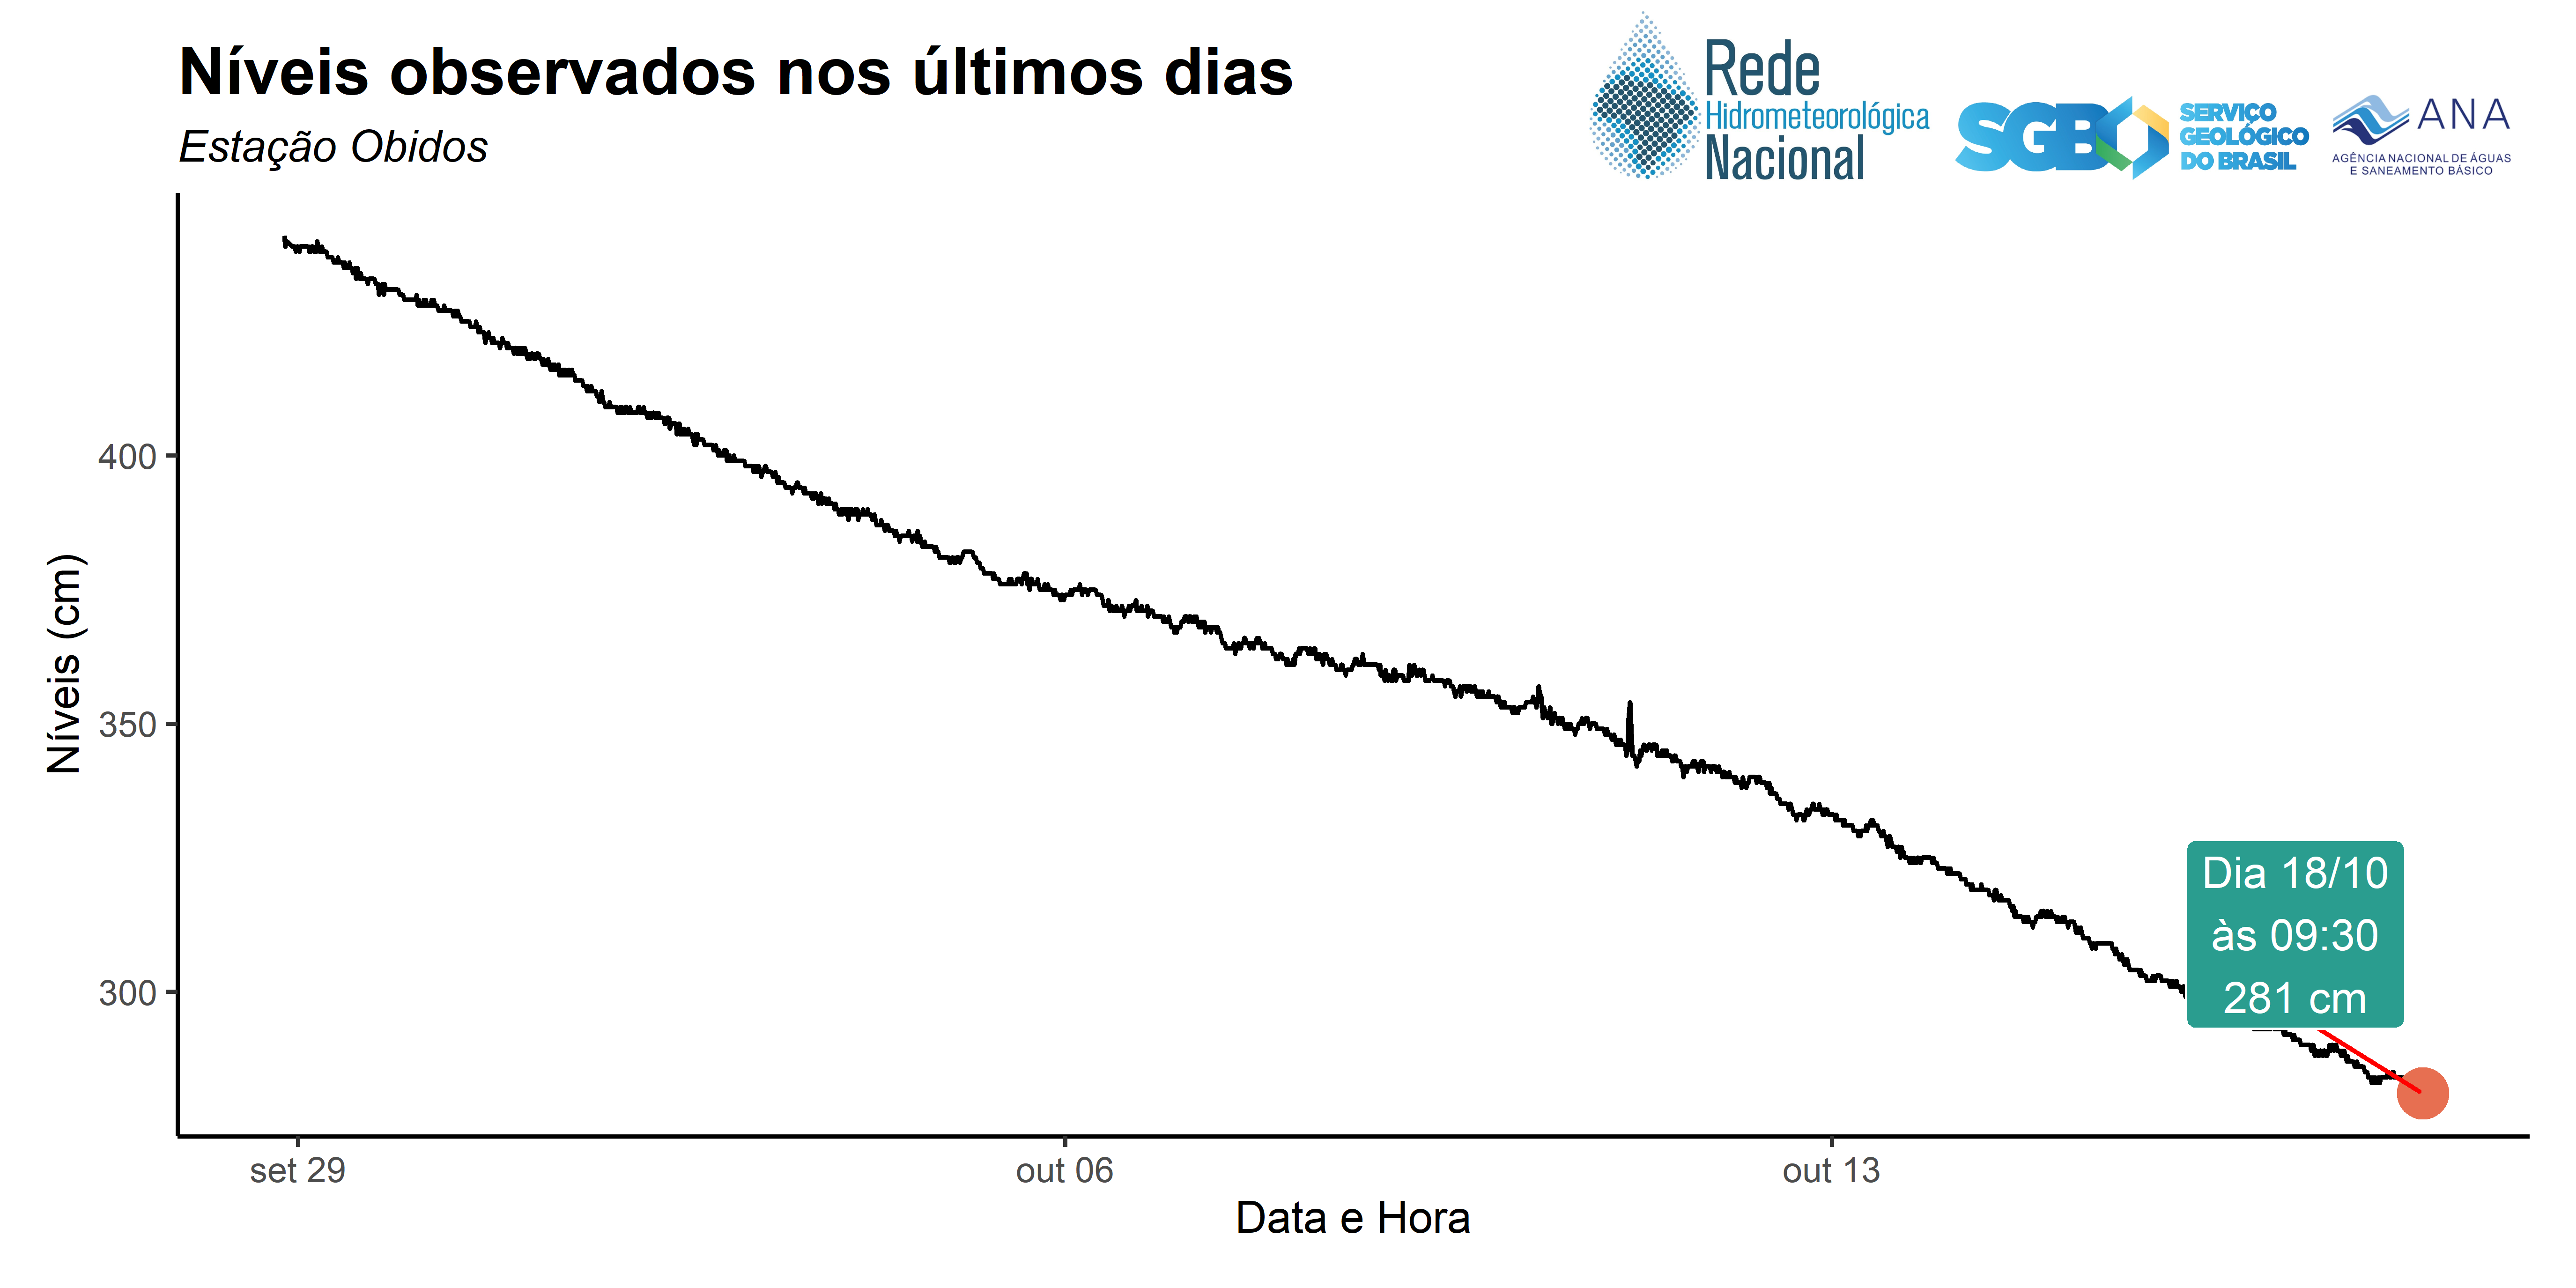 Níveis observados nos últimos dias
Estação Obidos
Rede
Hidrometeorológica
Nacional
SGB
SERVIÇO
GEOLÓGICO
DO BRASIL
ANA
AGÊNCIA NACIONAL DE ÁGUAS
E SANEAMENTO BÁSICO
Níveis (cm)
400
350
300
Dia 18/10
às 09:30
281 cm
set 29
out 06
out 13
Data e Hora